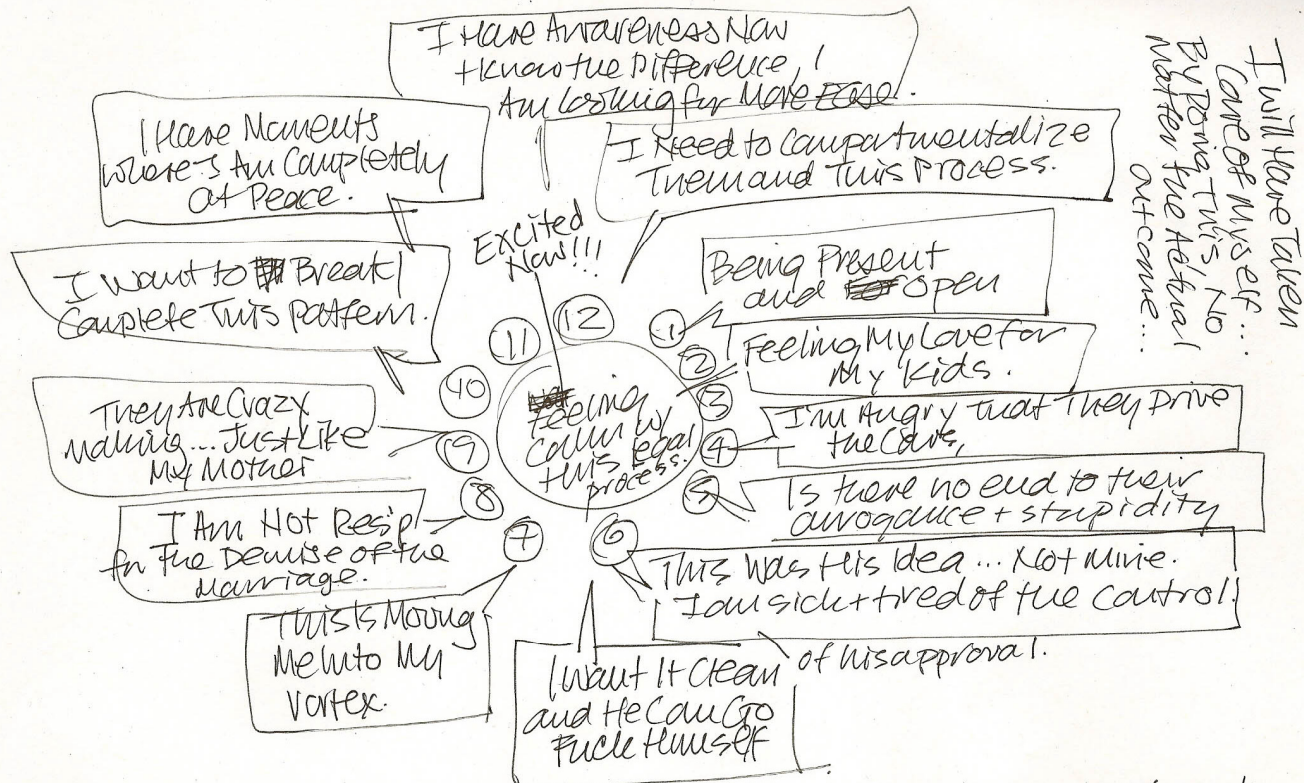 I Have Awareness Now
+ Know the Difference, I
Am Looking for More Ease.
I Have Moments
where I Am Completely
at Peace.
I Need to Compartmentalize
Them and This Process.
I Will Have Taken
Care of Myself...
By Doing This No
Matter the Actual
outcome...
Excited
Now!!!
I Want to Break/
Complete This Pattern.
Being Present
and Open
Feeling My Love for
My Kids.
I'm Angry that They Drive
the Cars,
Is there no end to their
arrogance + stupidity
This Was His Idea... Not Mine.
I am sick + tired of the control.
of his approval.
I Want It Clean
and He Can Go
Fuck Himself
This Is Moving
Me Into My
Vortex.
I Am Not Resp
for the Demise of the
Marriage.
They Are Crazy
Making... Just Like
My Mother
12
1
2
3
4
5
6
7
8
9
10
11
Feeling
Calm w/
this legal
process.